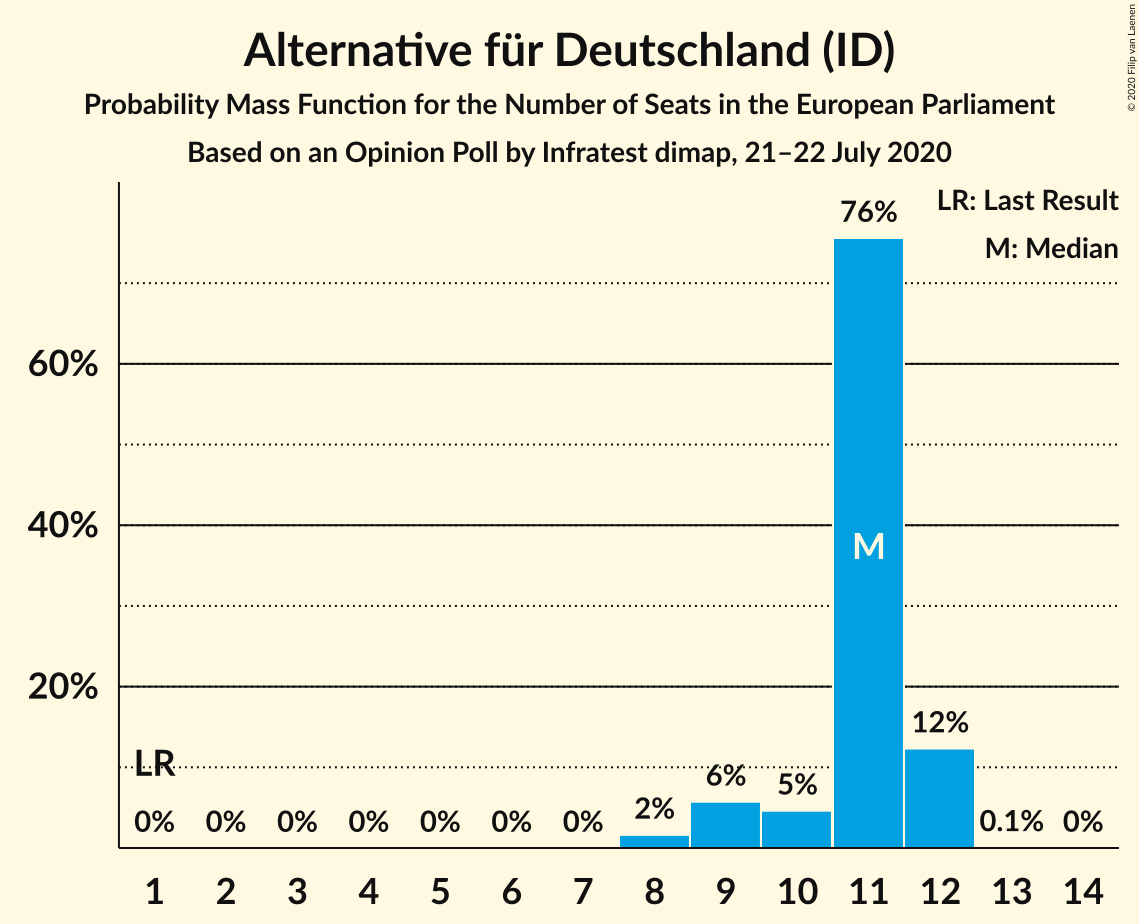 Alternative für Deutschland (ID)
Probability Mass Function for the Number of Seats in the European Parliament
Based on an Opinion Poll by Infratest dimap, 21–22 July 2020
© 2020 Filip van Laenen
LR: Last Result
M: Median
76%
60%
40%
M
20%
12%
LR
6%
5%
2%
0% 0% 0% 0% 0% 0% 0% 0.1% 0%
1 2 3 4 5 6 7 8 9 10 11 12 13 14